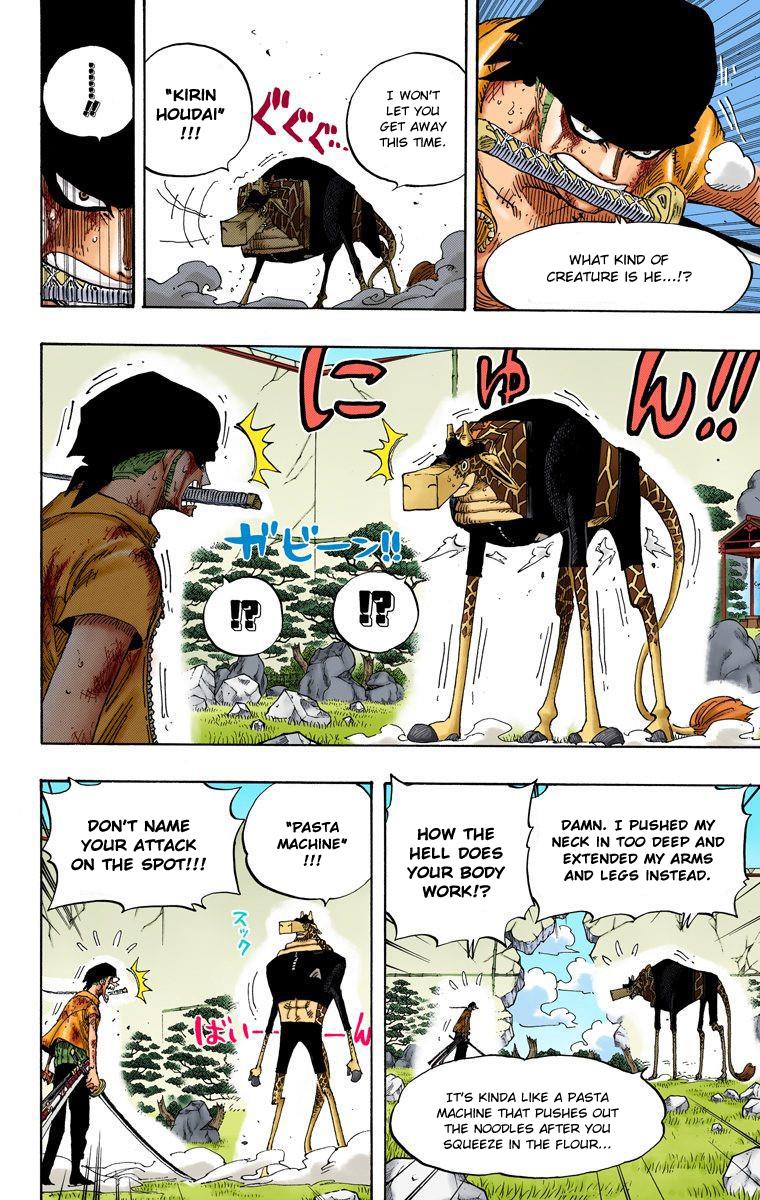 WHAT KIND OF
CREATURE IS HE...!?
I WON'T
LET YOU
GET AWAY
THIS TIME.
ぐぐぐ‥
"KIRIN
HOUDAI"
!!!
......!!
にゅん!!
!?
ガビーン!!
!?
DAMN. I PUSHED MY
NECK IN TOO DEEP AND
EXTENDED MY ARMS
AND LEGS INSTEAD.
HOW THE
HELL DOES
YOUR BODY
WORK!?
IT'S KINDA LIKE A PASTA
MACHINE THAT PUSHES OUT
THE NOODLES AFTER YOU
SQUEEZE IN THE FLOUR...
"PASTA
MACHINE"
!!!
スック
ばいーーん
DON'T NAME
YOUR ATTACK
ON THE SPOT!!!